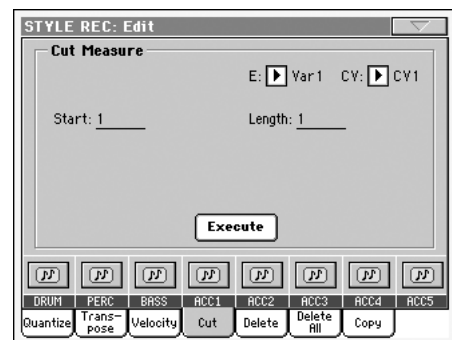 STYLE REC: Edit
Cut Measure
E: Var1 CV: CV1
Start: 1 Length: 1
Execute
DRUM PERC BASS ACC1 ACC2 ACC3 ACC4 ACC5
Quantize Trans-pose Velocity Cut Delete Delete All Copy